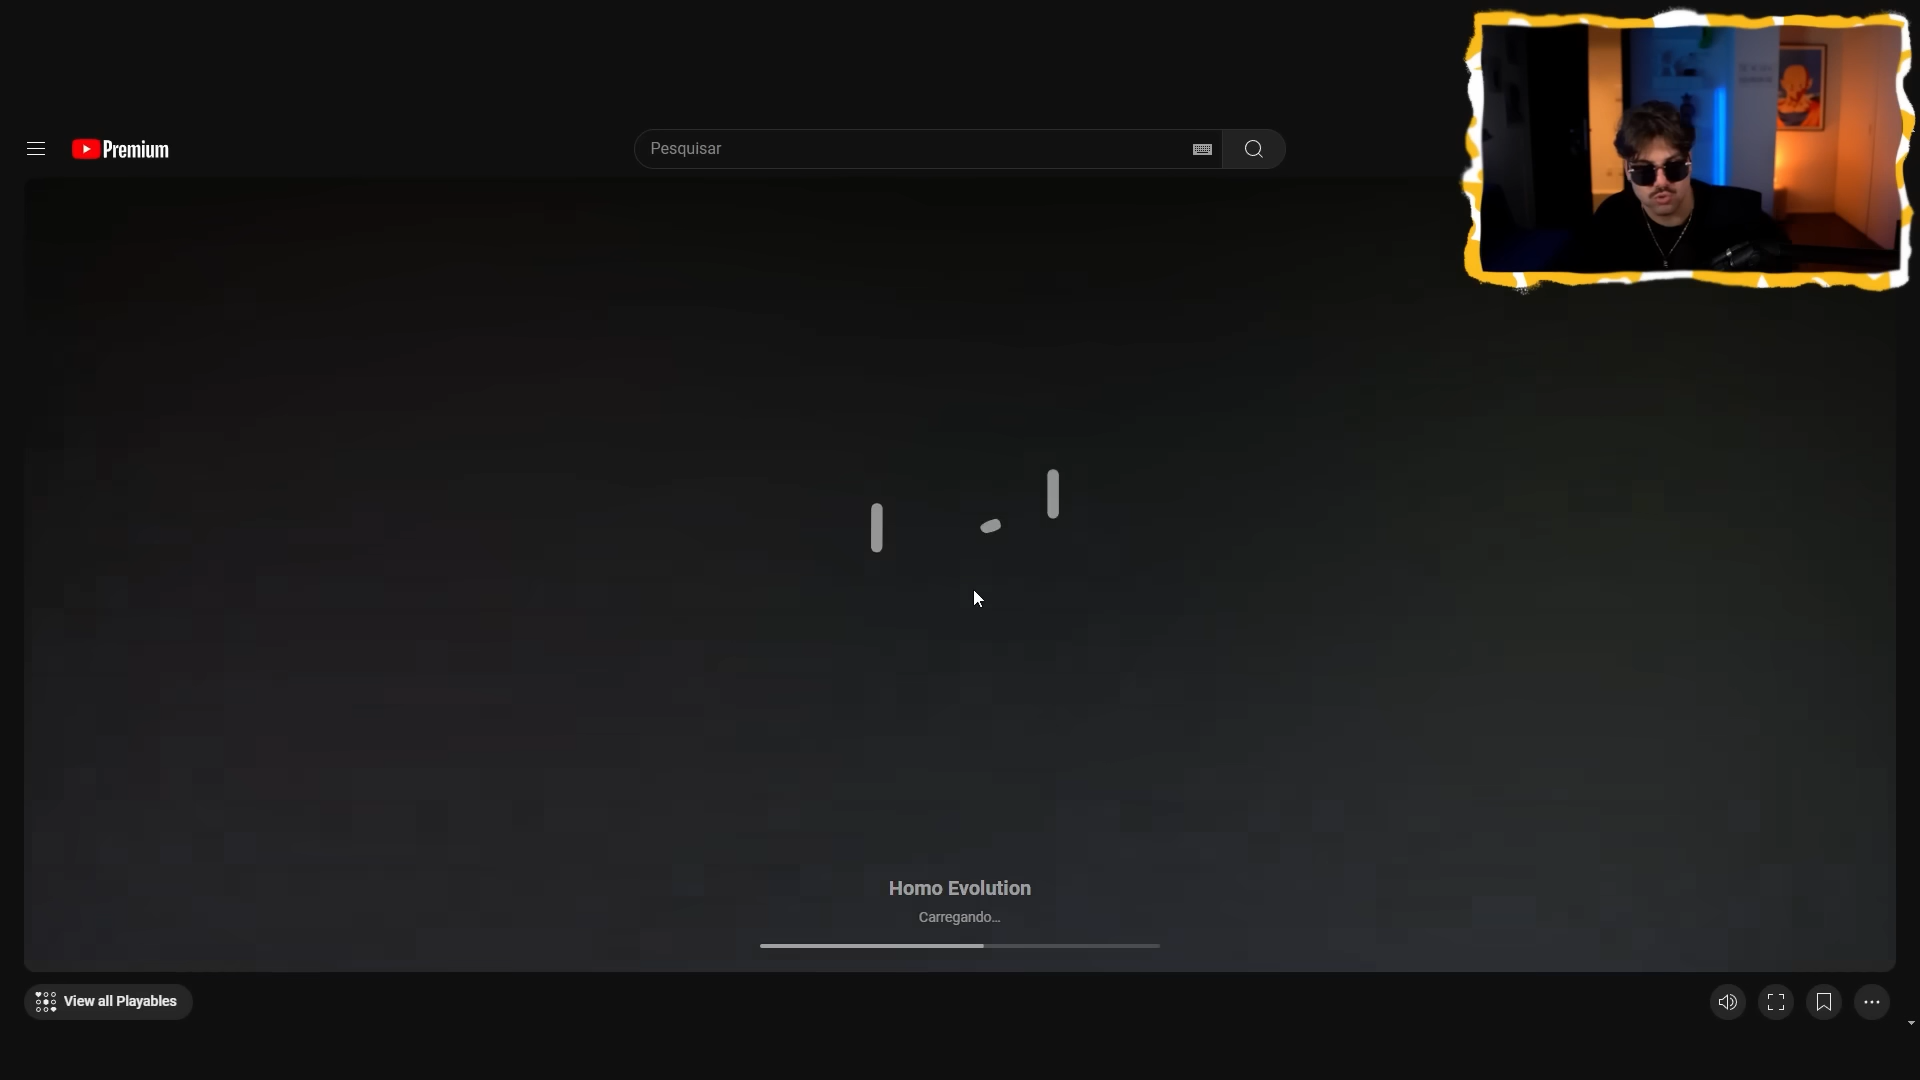 Premium
Pesquisar
Homo Evolution
Carregando...
View all Playables